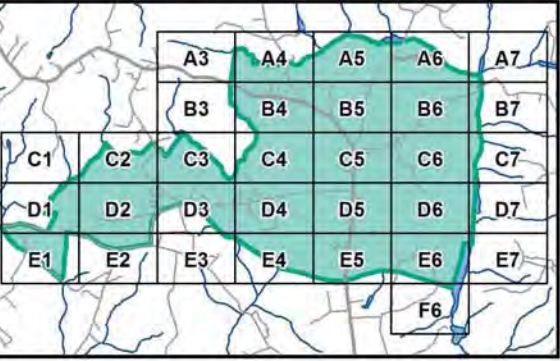 A3 A4 A5 A6 A7
B3 B4 B5 B6 B7
C1 C2 C3 C4 C5 C6 C7
D1 D2 D3 D4 D5 D6 D7
E1 E2 E3 E4 E5 E6 E7
F6